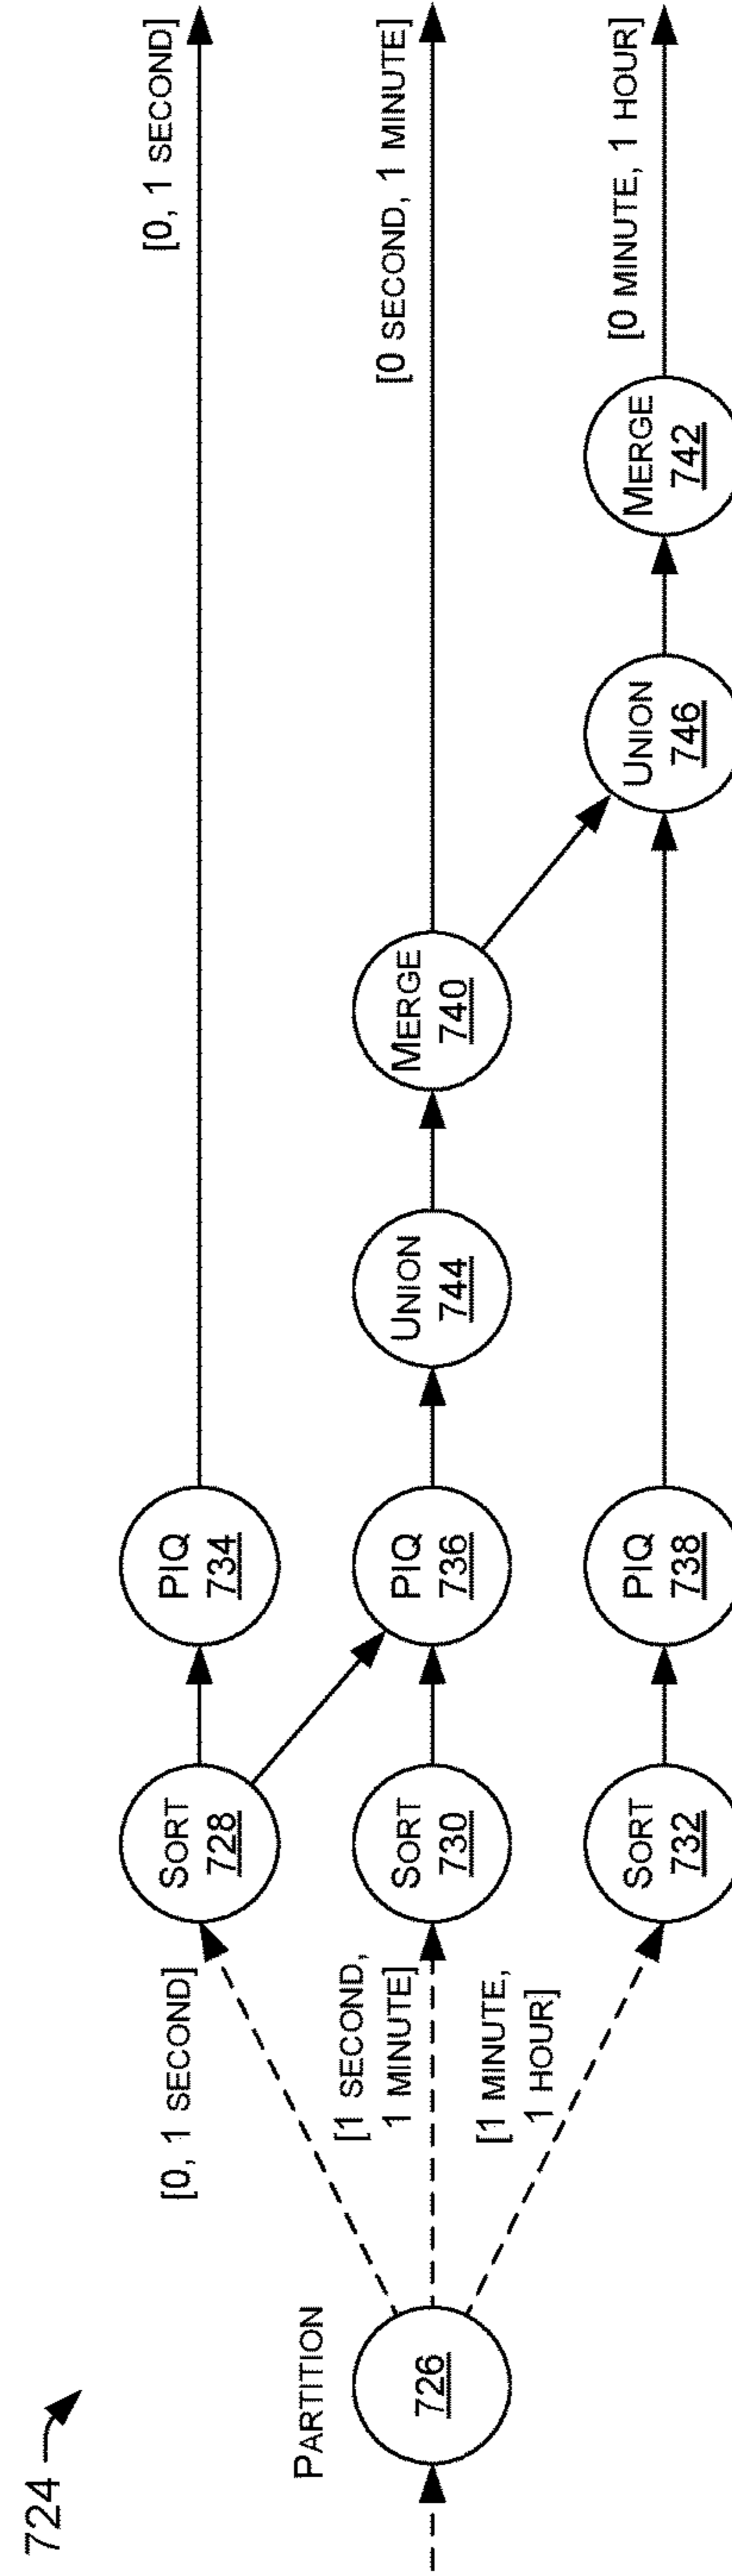 724
PARTITION
726
[0, 1 SECOND]
[1 SECOND,
1 MINUTE]
[1 MINUTE,
1 HOUR]
SORT
728
SORT
730
SORT
732
PIQ
734
PIQ
736
PIQ
738
UNION
744
MERGE
740
UNION
746
MERGE
742
[0, 1 SECOND]
[0 SECOND, 1 MINUTE]
[0 MINUTE, 1 HOUR]